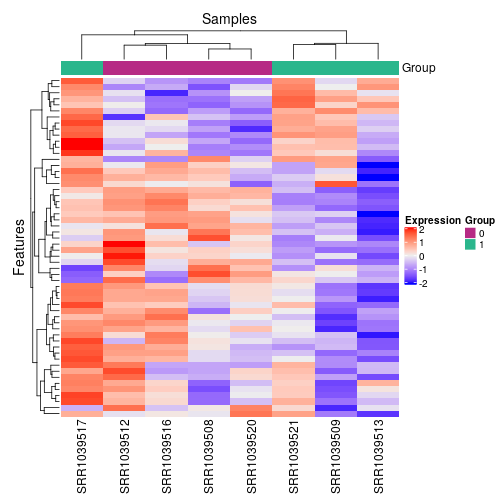 Samples
Group
Features
Expression
2
1
0
-1
-2
Group
0
1
SRR1039517
SRR1039512
SRR1039516
SRR1039508
SRR1039520
SRR1039521
SRR1039509
SRR1039513